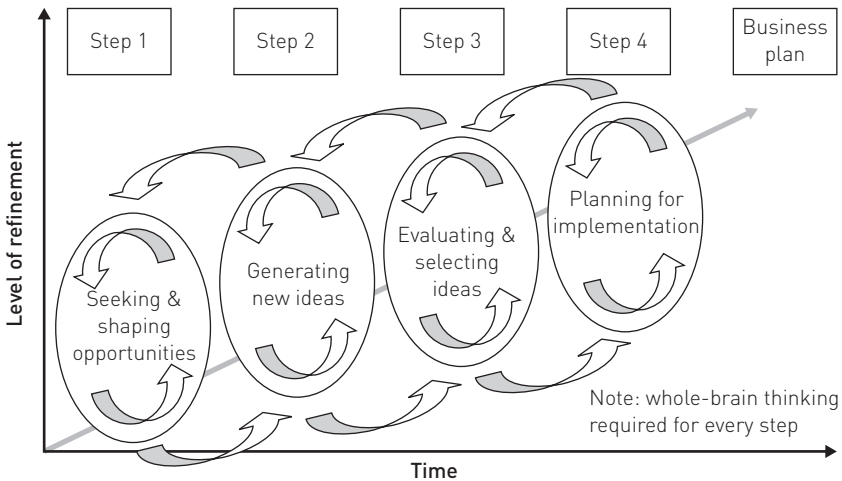 Step 1
Step 2
Step 3
Step 4
Business
plan
Level of refinement
Seeking &
shaping
opportunities
Generating
new ideas
Evaluating &
selecting
ideas
Planning for
implementation
Note: whole-brain thinking
required for every step
Time